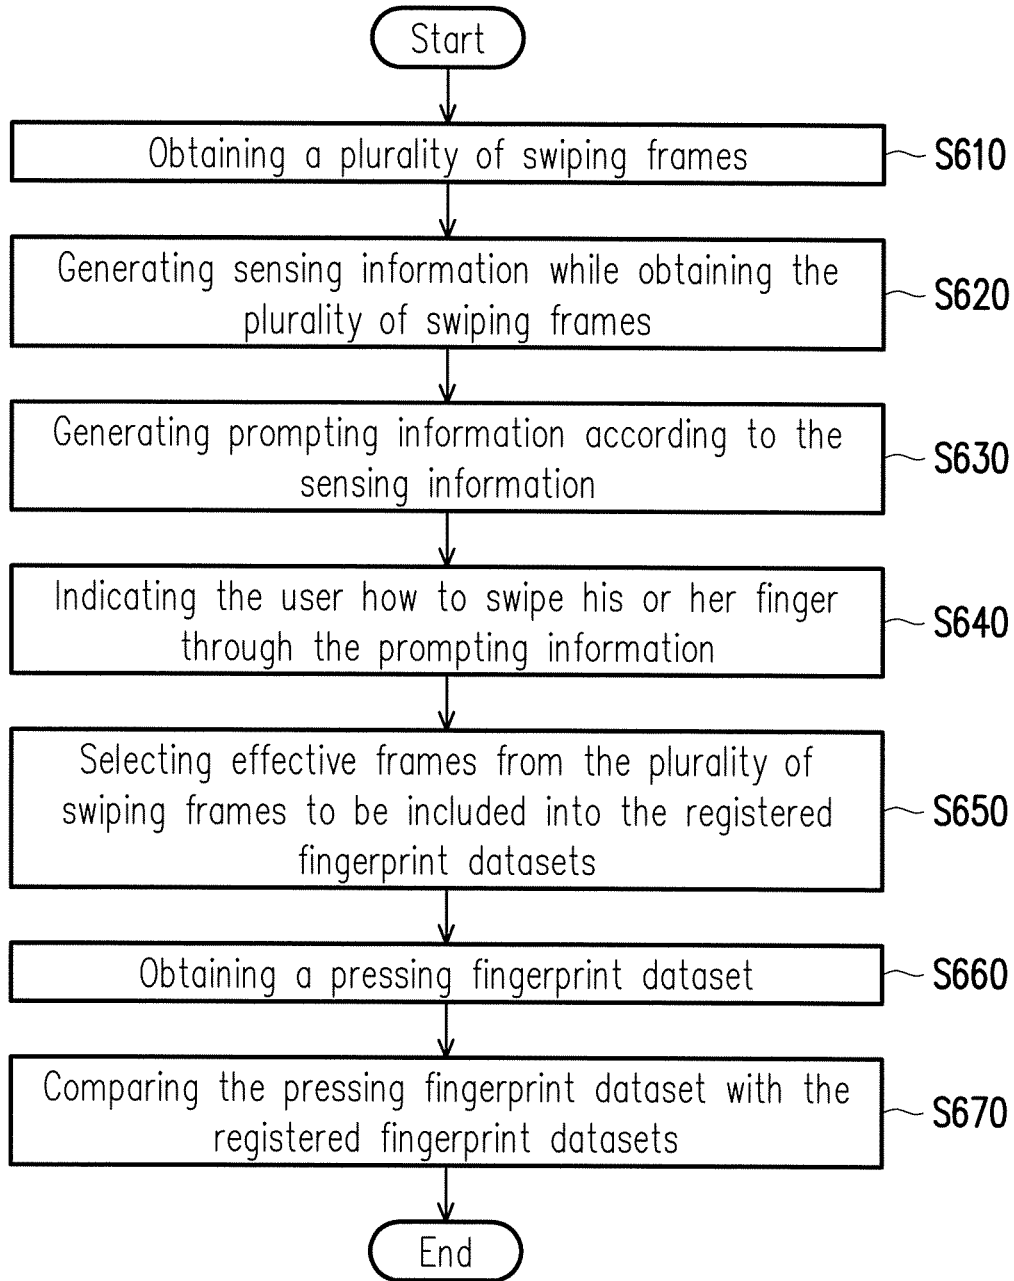 Start
Obtaining a plurality of swiping frames
S610
Generating sensing information while obtaining the
plurality of swiping frames
S620
Generating prompting information according to the
sensing information
S630
Indicating the user how to swipe his or her finger
through the prompting information
S640
Selecting effective frames from the plurality of
swiping frames to be included into the registered
fingerprint datasets
S650
Obtaining a pressing fingerprint dataset
S660
Comparing the pressing fingerprint dataset with the
registered fingerprint datasets
S670
End